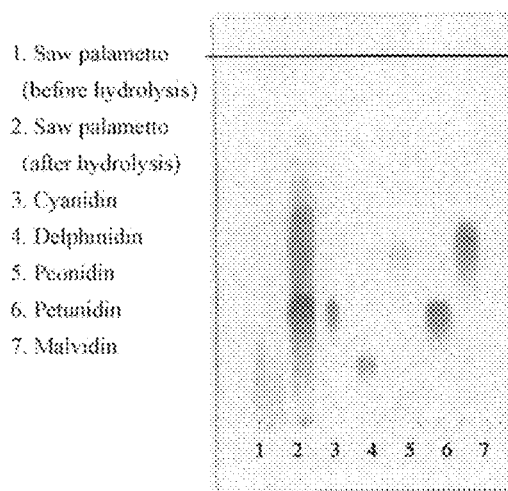 1. Saw palametto
(before hydrolysis)
2. Saw palametto
(after hydrolysis)
3. Cyanidin
4. Delphinidin
5. Peonidin
6. Petunidin
7. Malvidin
1 2 3 4 5 6 7